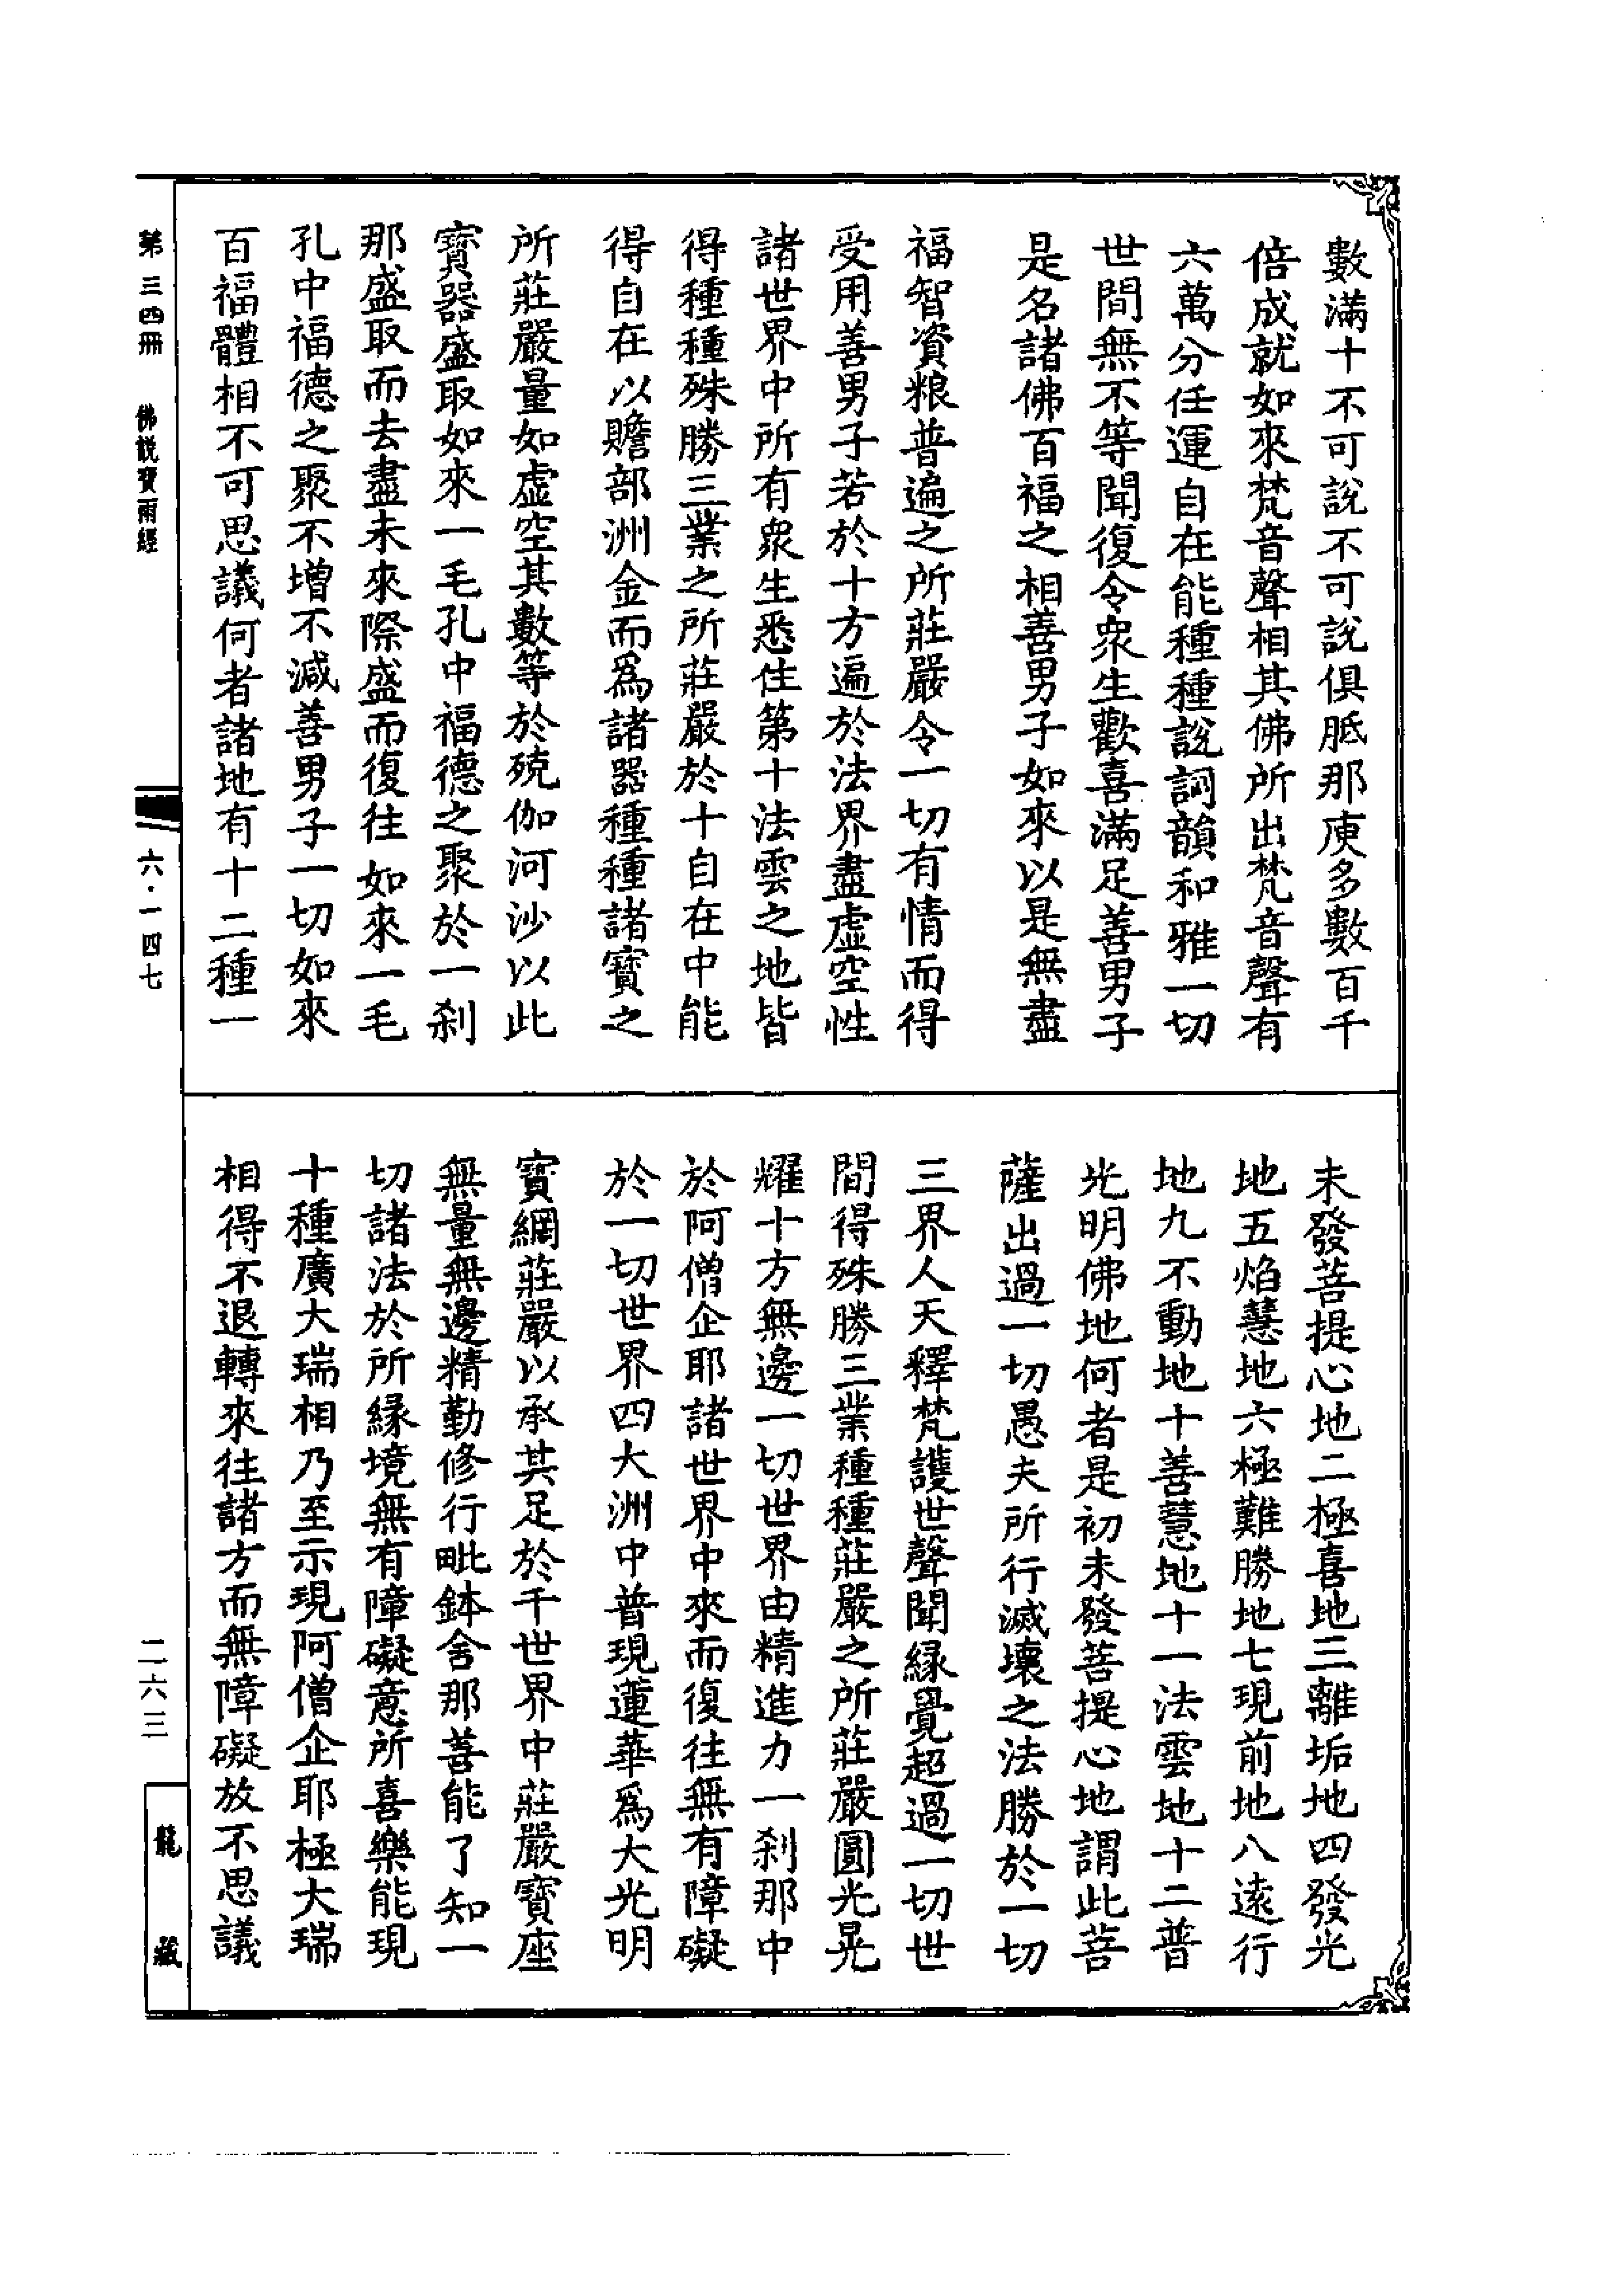 數滿十不可說不可說俱胝那庾多數百千
倍成就如來梵音聲相其佛所出梵音聲有
六萬分任運自在能種種說詞韻和雅一切
世間無不等聞復令衆生歡喜滿足善男子
是名諸佛百福之相善男子如來以是無盡
福智資粮普遍之所莊嚴令一切有情而得
受用善男子若於十方遍於法界盡虛空性
諸世界中所有衆生悉住第十法雲之地皆
得種種殊勝三業之所莊嚴於十自在中能
得自在以贍部洲金而爲諸器種種諸寶之
所莊嚴量如虛空其數等於殑伽河沙以此
寶器盛取如來一毛孔中福德之聚於一刹
那盛取而去盡未來際盛而復往如來一毛
孔中福德之聚不增不減善男子一切如來
百福體相不可思議何者諸地有十二種一
未發菩提心地二極喜地三離垢地四發光
地五焰慧地六極難勝地七現前地八遠行
地九不動地十善慧地十一法雲地十二普
光明佛地何者是初未發菩提心地謂此菩
薩出過一切愚夫所行滅壞之法勝於一切
三界人天釋梵護世聲聞緣覺超過一切世
間得殊勝三業種種莊嚴之所莊嚴圓光晃
耀十方無邊一切世界由精進力一刹那中
於阿僧企耶諸世界中來而復往無有障礙
於一切世界四大洲中普現蓮華爲大光明
寶網莊嚴以承其足於千世界中莊嚴寶座
無量無邊精勤修行毗鉢舍那善能了知一
切諸法於所緣境無有障礙意所喜樂能現
十種廣大瑞相乃至示現阿僧企耶極大瑞
相得不退轉來往諸方而無障礙放不思議
第三四冊 佛說寶雨經
六·一四七
二六三
龍藏